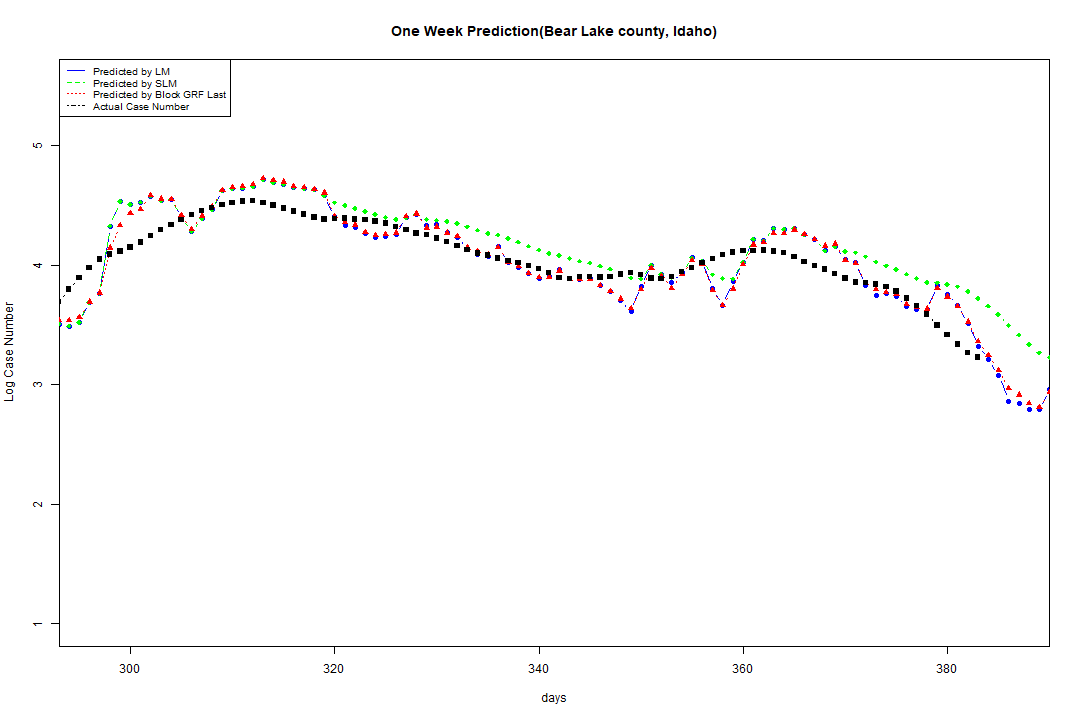 One Week Prediction(Bear Lake county, Idaho)
Predicted by LM
Predicted by SLM
Predicted by Block GRF Last
Actual Case Number
5
4
3
2
1
Log Case Number
300 320 340 360 380
days